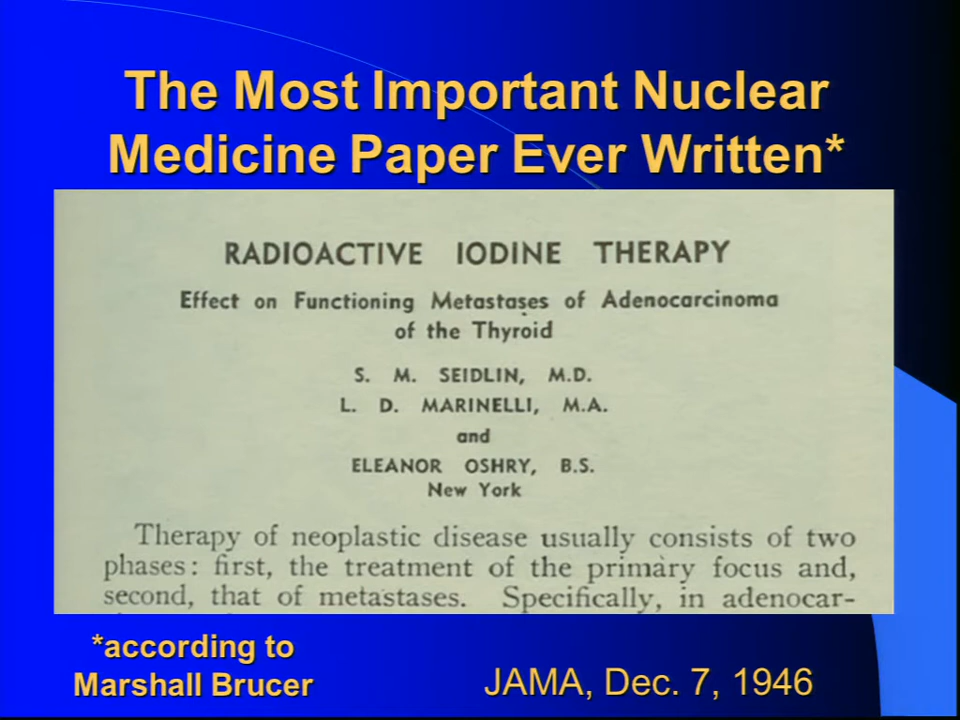 The Most Important Nuclear
Medicine Paper Ever Written*
RADIOACTIVE IODINE THERAPY
Effect on Functioning Metastases of Adenocarcinoma
of the Thyroid
S. M. SEIDLIN, M.D.
L. D. MARINELLI, M.A.
and
ELEANOR OSHRY, B.S.
New York
Therapy of neoplastic disease usually consists of two
phases: first, the treatment of the primary focus and,
second, that of metastases. Specifically, in adenocar-
*according to
Marshall Brucer
JAMA, Dec. 7, 1946